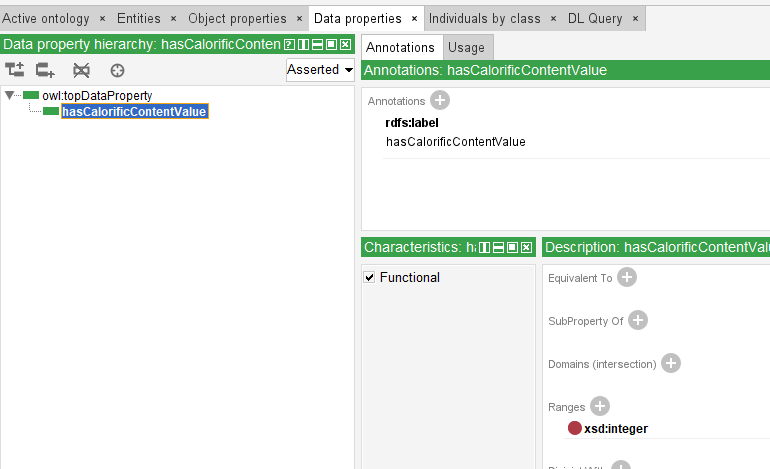 Active ontology × Entities × Object properties × Data properties × Individuals by class × DL Query ×
Data property hierarchy: hasCalorificConten
Asserted
owl:topDataProperty
hasCalorificContentValue
Annotations Usage
Annotations: hasCalorificContentValue
Annotations
rdfs:label
hasCalorificContentValue
Characteristics: ha
Functional
Description: hasCalorificContentValu
Equivalent To
SubProperty Of
Domains (intersection)
Ranges
xsd:integer